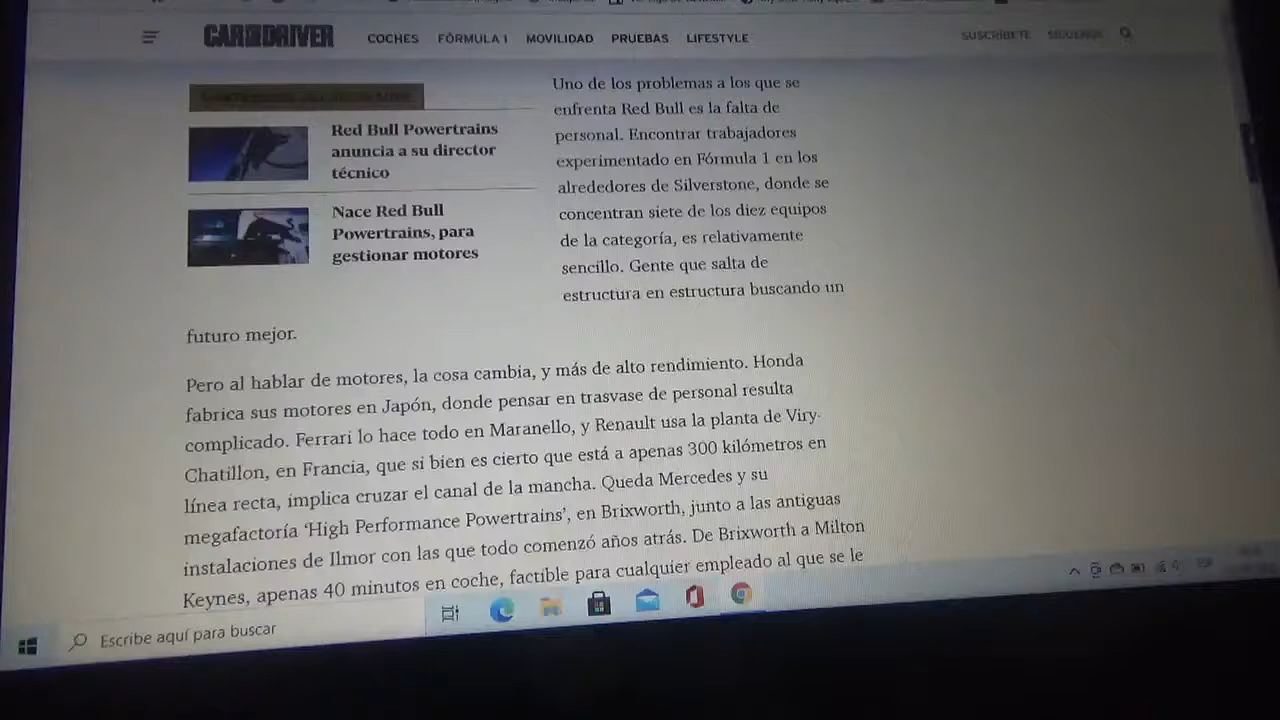 CAR AND DRIVER
COCHES
FÓRMULA 1
MOVILIDAD
PRUEBAS
LIFESTYLE
SUSCRÍBETE
SÍGUENOS
Red Bull Powertrains
anuncia a su director
técnico
Nace Red Bull
Powertrains, para
gestionar motores
Uno de los problemas a los que se
enfrenta Red Bull es la falta de
personal. Encontrar trabajadores
experimentado en Fórmula 1 en los
alrededores de Silverstone, donde se
concentran siete de los diez equipos
de la categoría, es relativamente
sencillo. Gente que salta de
estructura en estructura buscando un
futuro mejor.
Pero al hablar de motores, la cosa cambia, y más de alto rendimiento. Honda
fabrica sus motores en Japón, donde pensar en trasvase de personal resulta
complicado. Ferrari lo hace todo en Maranello, y Renault usa la planta de Viry-
Chatillon, en Francia, que si bien es cierto que está a apenas 300 kilómetros en
línea recta, implica cruzar el canal de la mancha. Queda Mercedes y su
megafactoría ‘High Performance Powertrains’, en Brixworth, junto a las antiguas
instalaciones de Ilmor con las que todo comenzó años atrás. De Brixworth a Milton
Keynes, apenas 40 minutos en coche, factible para cualquier empleado al que se le
Escribe aquí para buscar